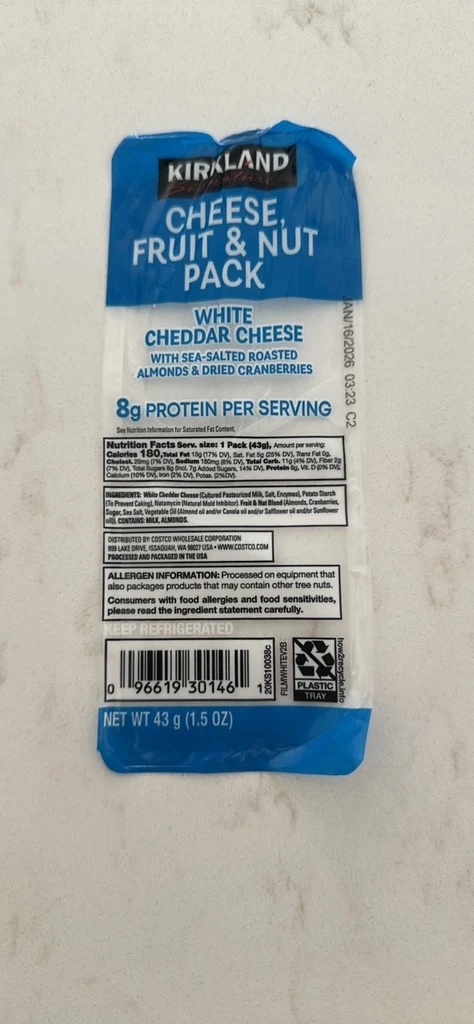 KIRKLAND
Signature
CHEESE,
FRUIT & NUT
PACK
WHITE
CHEDDAR CHEESE
WITH SEA-SALTED ROASTED
ALMONDS & DRIED CRANBERRIES
JAN/16/2026 03:23 C2
8g PROTEIN PER SERVING
See Nutrition Information for Saturated Fat Content.
Nutrition Facts Serv. size: 1 Pack (43g), Amount per serving:
Calories 180, Total Fat 13g (17% DV), Sat. Fat 5g (25% DV), Trans Fat 0g,
Cholest. 20mg (7% DV), Sodium 180mg (8% DV), Total Carb. 11g (4% DV), Fiber 2g
(7% DV), Total Sugars 8g (Incl. 7g Added Sugars, 14% DV), Protein 8g, Vit. D (0% DV),
Calcium (10% DV), Iron (2% DV), Potas. (2%DV).
INGREDIENTS: White Cheddar Cheese (Cultured Pasteurized Milk, Salt, Enzymes), Potato Starch
(To Prevent Caking), Natamycin (Natural Mold Inhibitor), Fruit & Nut Blend (Almonds, Cranberries,
Sugar, Sea Salt, Vegetable Oil (Almond oil and/or Canola oil and/or Safflower oil and/or Sunflower
oil)). CONTAINS: MILK, ALMONDS.
DISTRIBUTED BY: COSTCO WHOLESALE CORPORATION
999 LAKE DRIVE, ISSAQUAH, WA 98027 USA • WWW.COSTCO.COM
PROCESSED AND PACKAGED IN THE USA
ALLERGEN INFORMATION: Processed on equipment that
also packages products that may contain other tree nuts.
Consumers with food allergies and food sensitivities,
please read the ingredient statement carefully.
KEEP REFRIGERATED
0 96619 30146 1
20KS10038c
FILMWHITEV2B
PLASTIC
TRAY
how2recycle.info
NET WT 43 g (1.5 OZ)